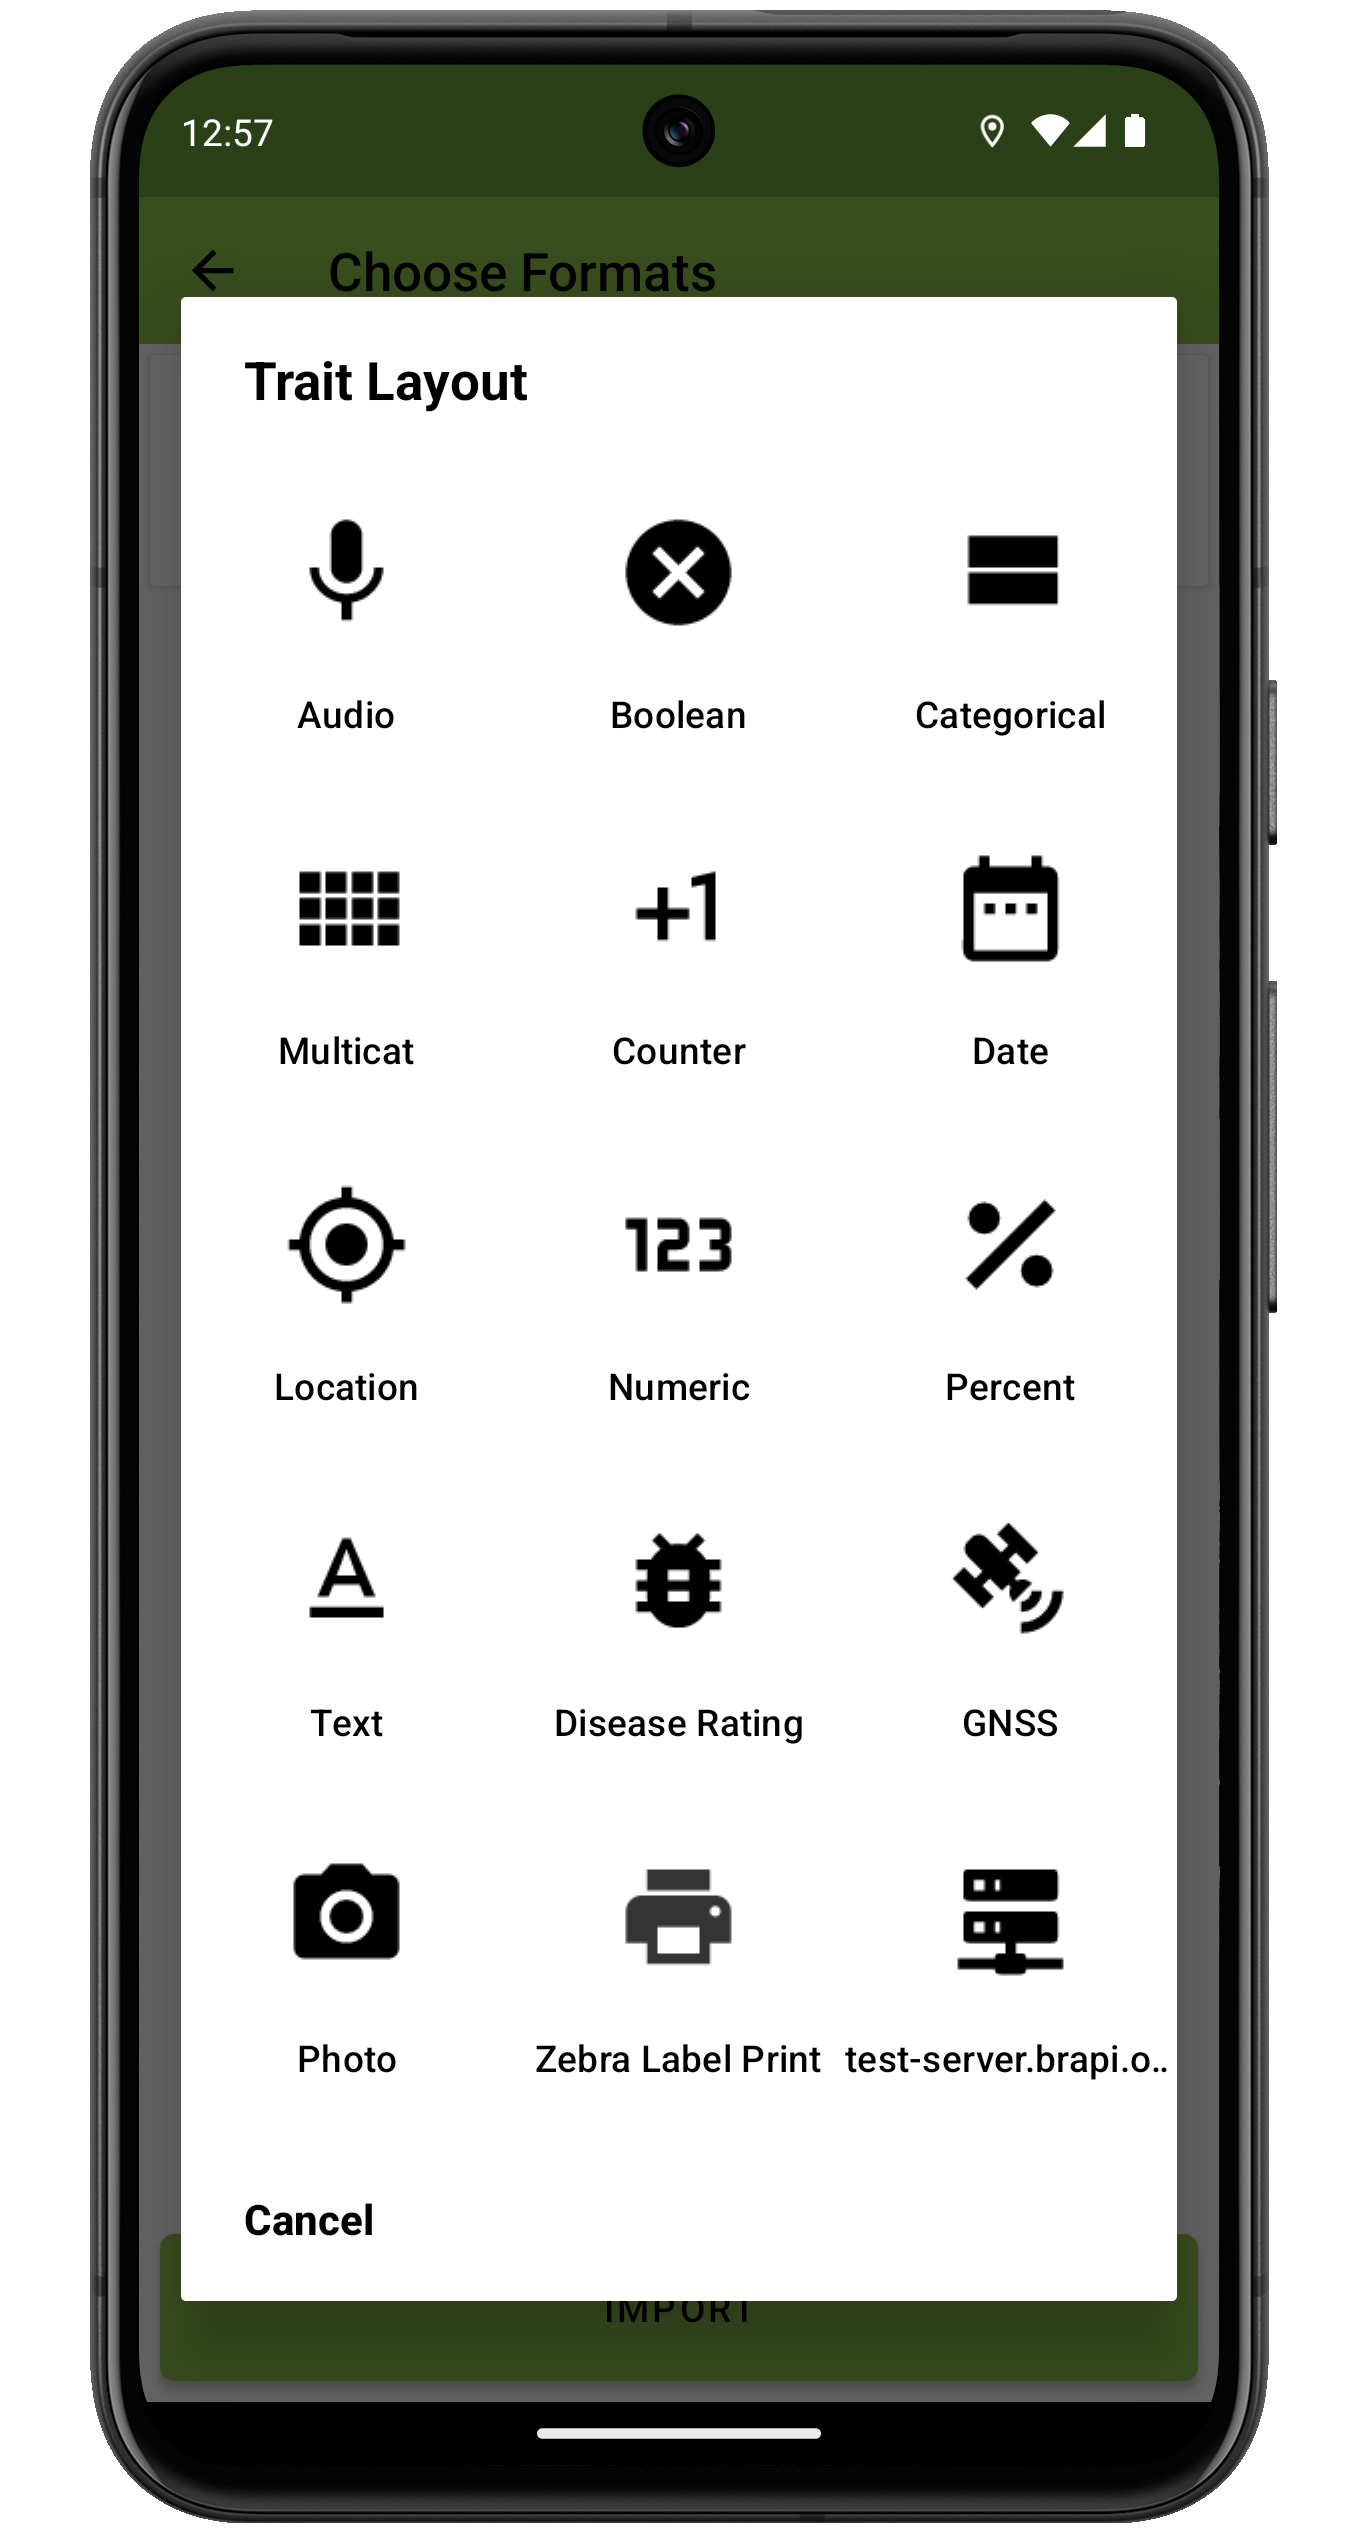 12:57
Choose Formats
Trait Layout
Audio Boolean Categorical
+1
Multicat Counter Date
123
Location Numeric Percent
A
Text Disease Rating GNSS
Photo Zebra Label Print test-server.brapi.o..
Cancel
IMPORT